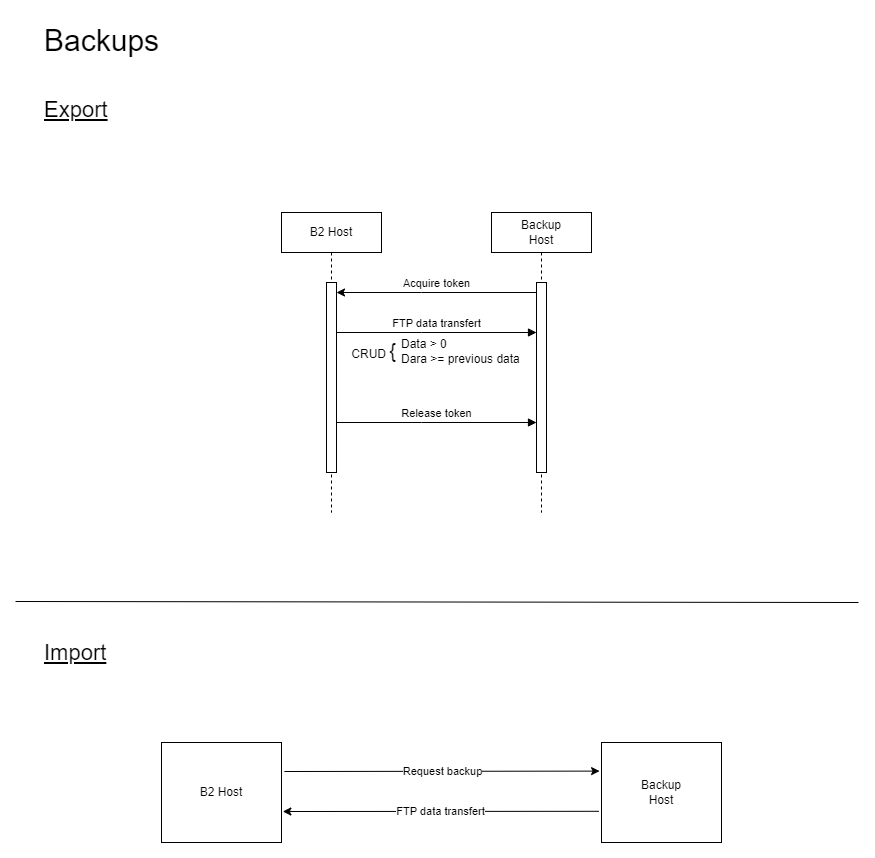 Backups
Export
B2 Host
Backup
Host
Acquire token
FTP data transfert
CRUD { Data > 0
Dara >= previous data
Release token
Import
B2 Host
Request backup
FTP data transfert
Backup
Host